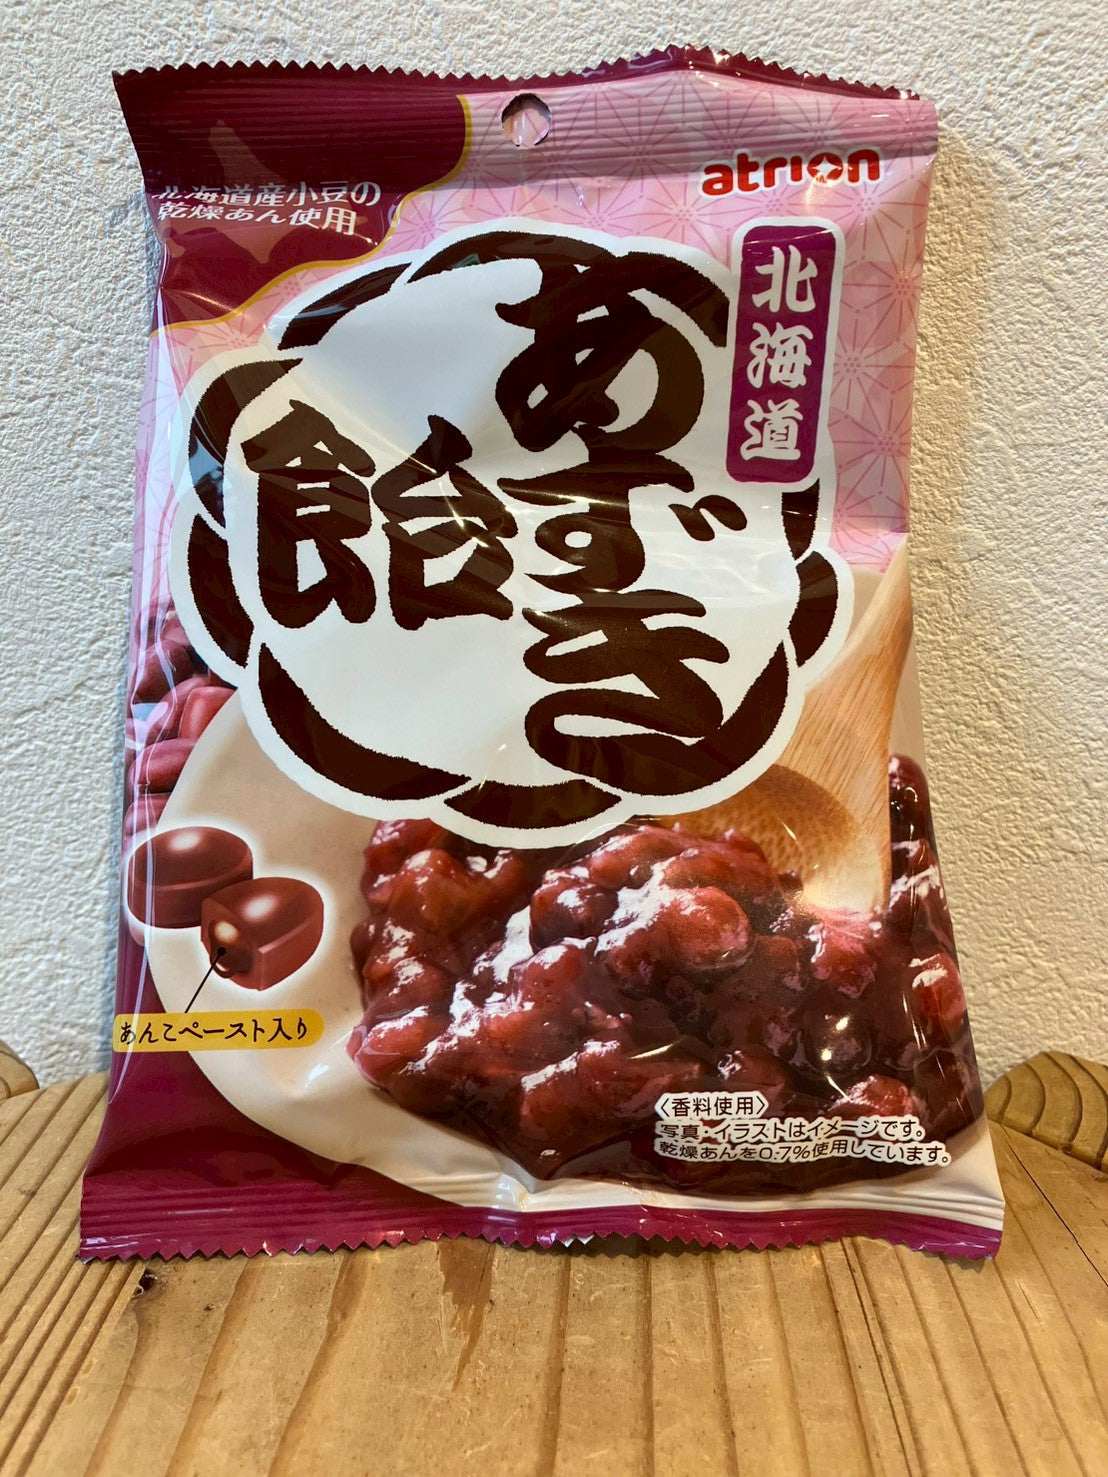 北海道産小豆の
乾燥あん使用
atrion
北海道
あずき
飴
あんこペースト入り
〈香料使用〉
写真・イラストはイメージです。
乾燥あんを0.7%使用しています。